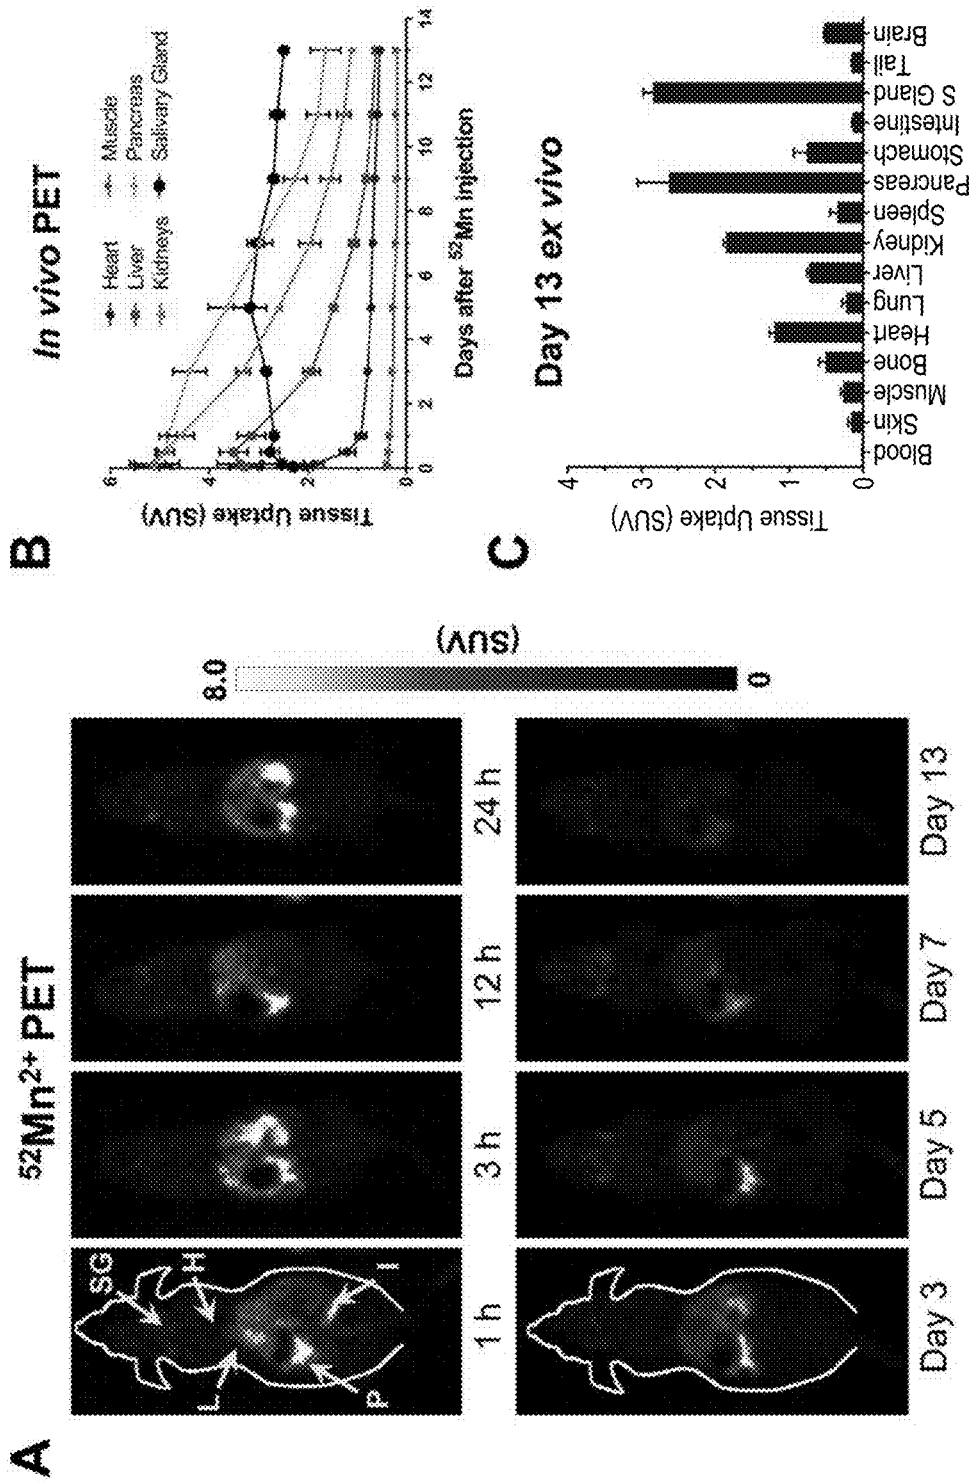 A
52Mn2+ PET
SG
H
L
P
I
1 h
3 h
12 h
24 h
Day 3
Day 5
Day 7
Day 13
8.0
(SUV)
0
B
In vivo PET
Heart
Muscle
Liver
Pancreas
Kidneys
Salivary Gland
Tissue Uptake (SUV)
6
4
2
0
0 2 4 6 8 10 12 14
Days after 52Mn injection
C
Day 13 ex vivo
Tissue Uptake (SUV)
4
3
2
1
0
Blood
Skin
Muscle
Bone
Heart
Lung
Liver
Kidney
Spleen
Pancreas
Stomach
Intestine
S Gland
Tail
Brain